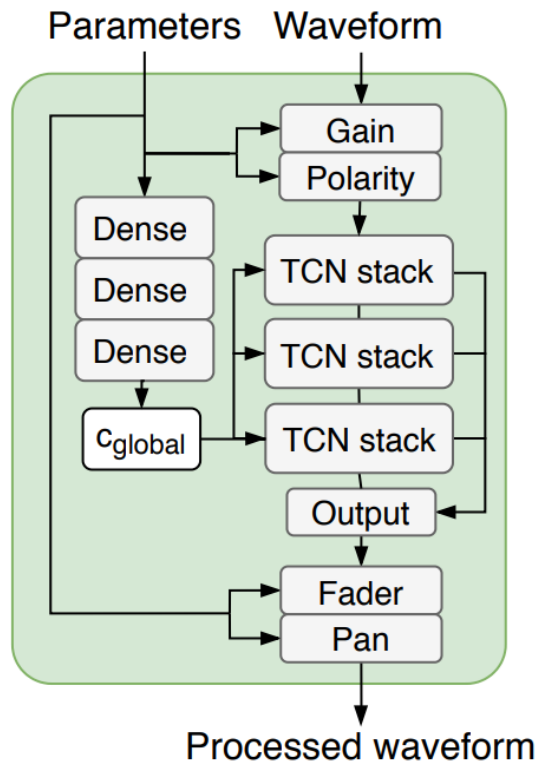 Parameters
Waveform
Gain
Polarity
Dense
Dense
Dense
cglobal
TCN stack
TCN stack
TCN stack
Output
Fader
Pan
Processed waveform